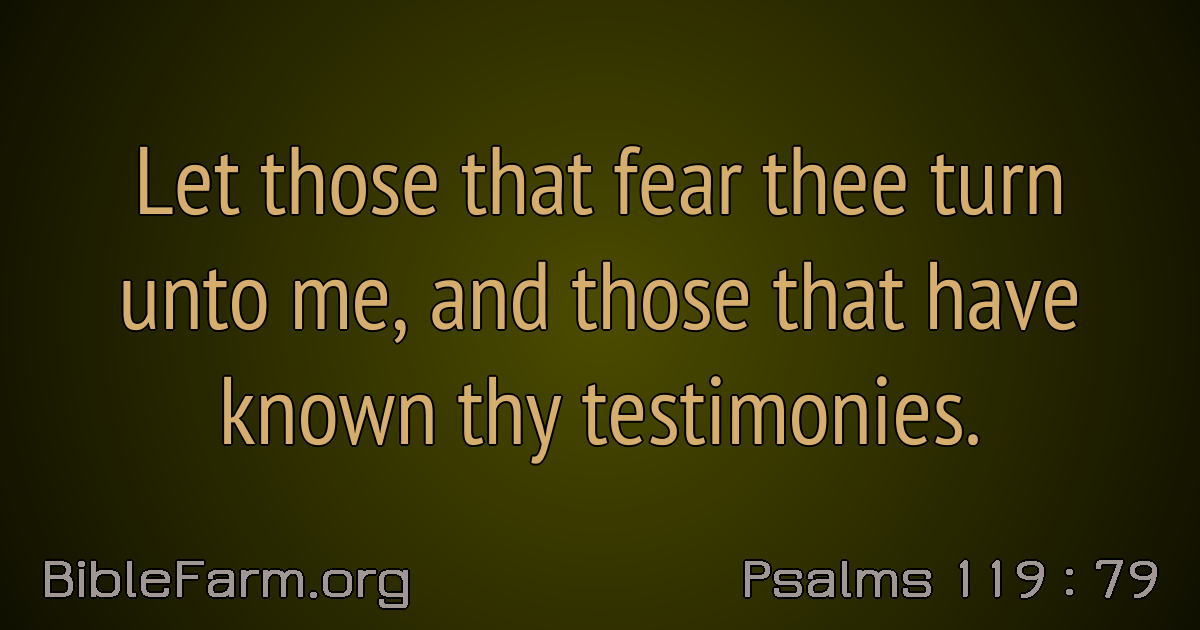 Let those that fear thee turn
unto me, and those that have
known thy testimonies.
BibleFarm.org
Psalms 119 : 79